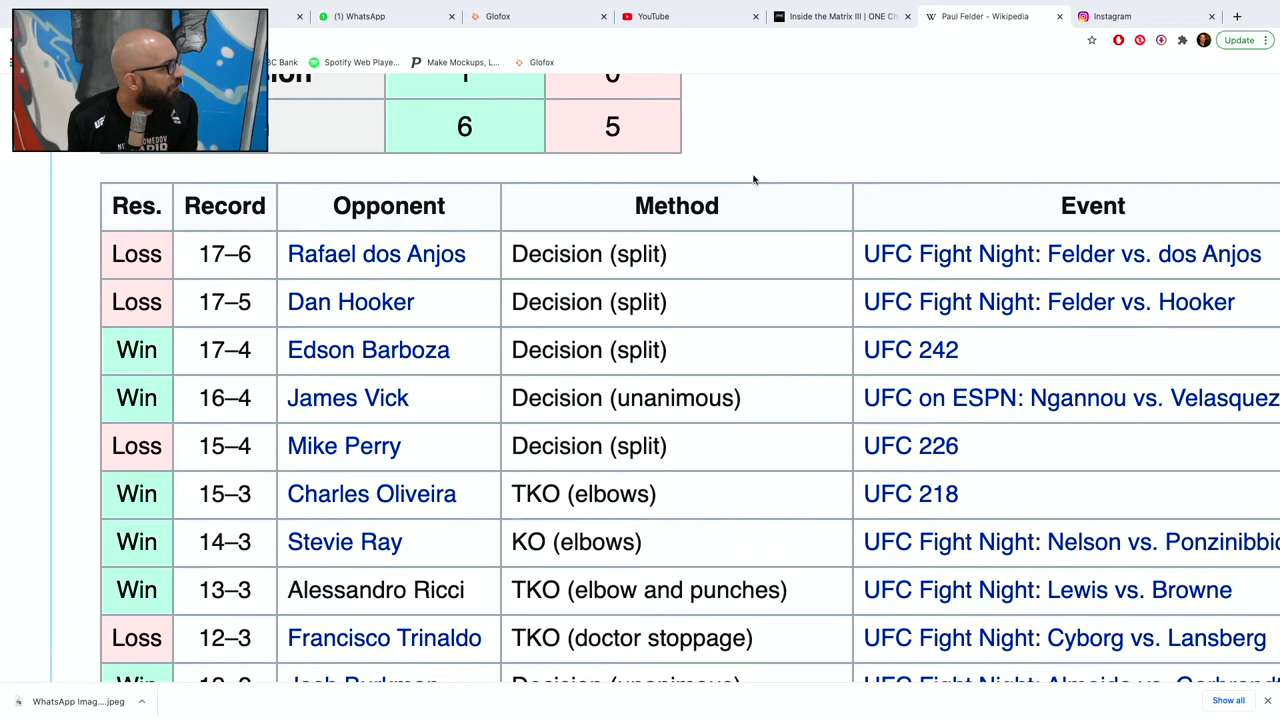 (1) WhatsApp
Glofox
YouTube
Inside the Matrix III | ONE Ch
Paul Felder - Wikipedia
Instagram
Update
BC Bank
Spotify Web Playe...
Make Mockups, L...
Glofox
6 5
Res. Record Opponent Method Event
Loss 17–6 Rafael dos Anjos Decision (split) UFC Fight Night: Felder vs. dos Anjos
Loss 17–5 Dan Hooker Decision (split) UFC Fight Night: Felder vs. Hooker
Win 17–4 Edson Barboza Decision (split) UFC 242
Win 16–4 James Vick Decision (unanimous) UFC on ESPN: Ngannou vs. Velasquez
Loss 15–4 Mike Perry Decision (split) UFC 226
Win 15–3 Charles Oliveira TKO (elbows) UFC 218
Win 14–3 Stevie Ray KO (elbows) UFC Fight Night: Nelson vs. Ponzinibbio
Win 13–3 Alessandro Ricci TKO (elbow and punches) UFC Fight Night: Lewis vs. Browne
Loss 12–3 Francisco Trinaldo TKO (doctor stoppage) UFC Fight Night: Cyborg vs. Lansberg
WhatsApp Imag....jpeg
Show all